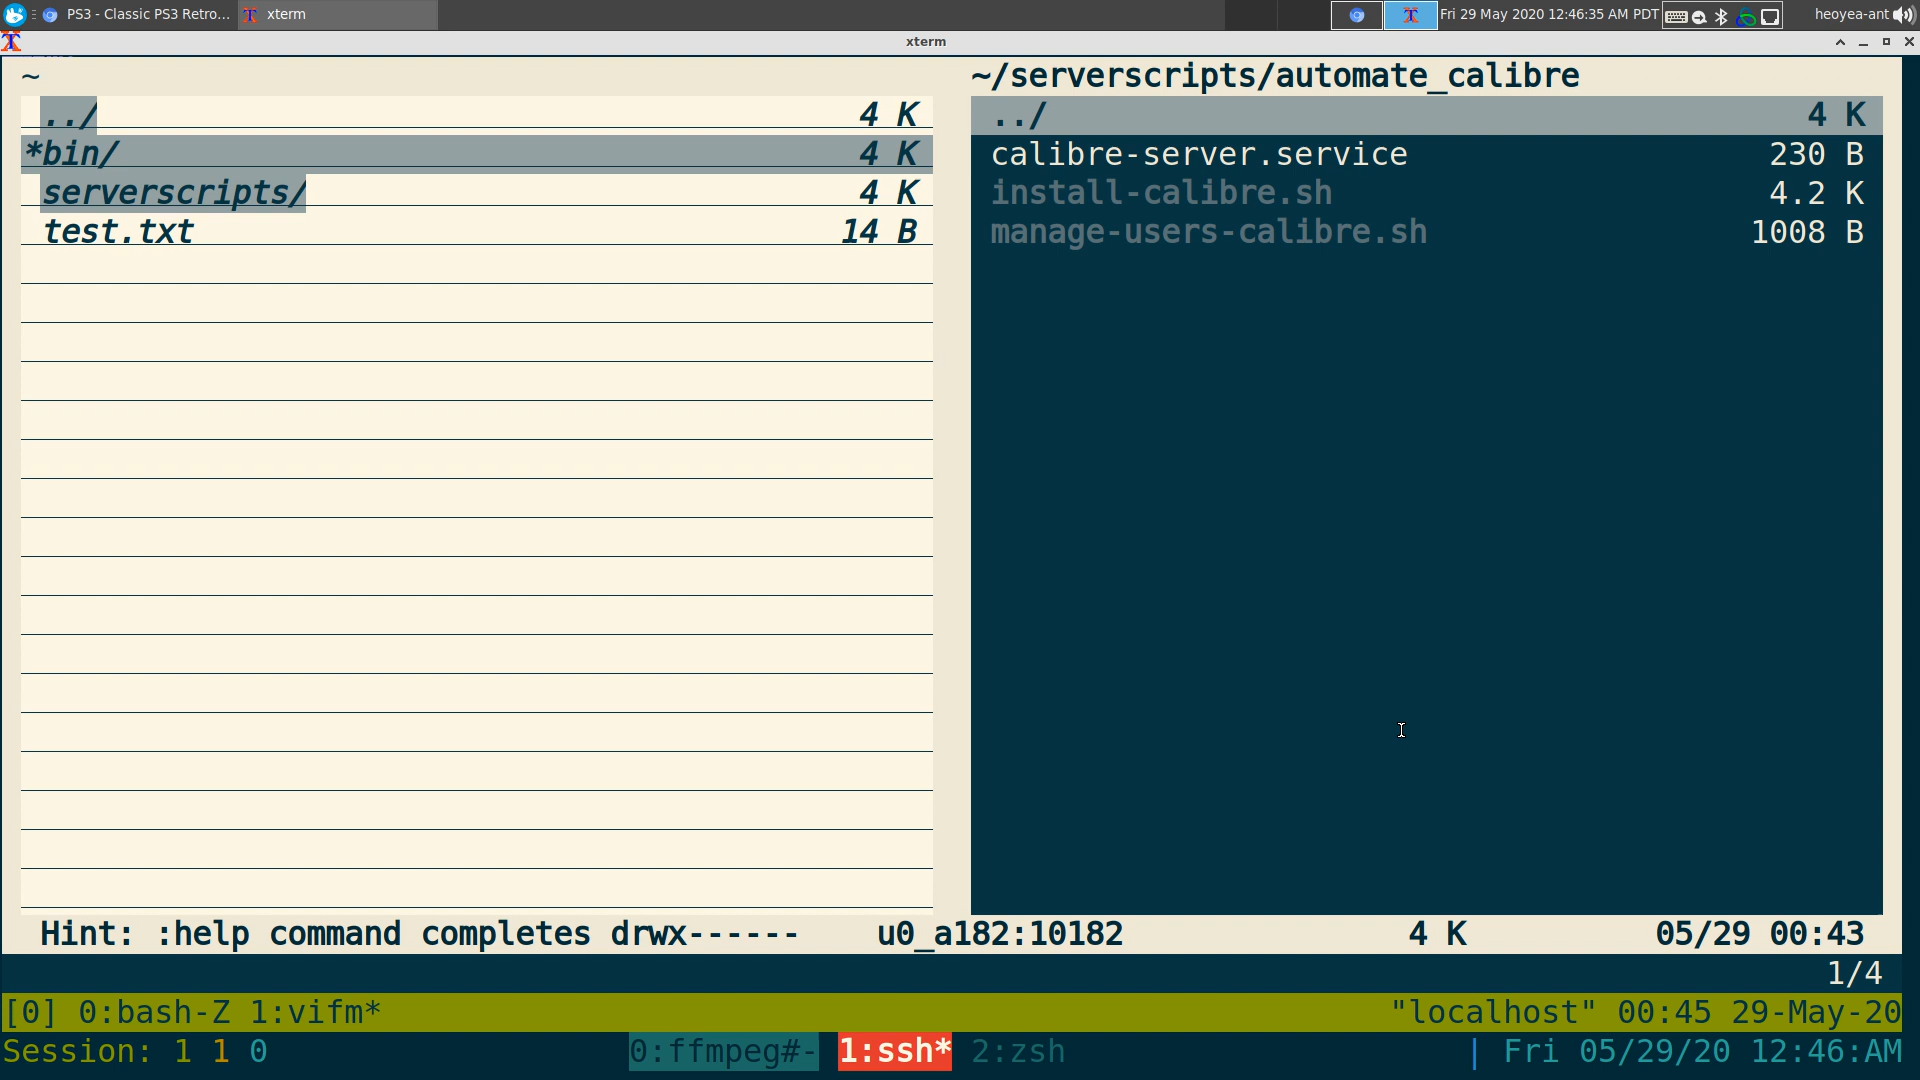 PS3 - Classic PS3 Retro... xterm Fri 29 May 2020 12:46:35 AM PDT heoyea-ant
xterm
~ ~/serverscripts/automate_calibre
../ 4 K ../ 4 K
*bin/ 4 K calibre-server.service 230 B
serverscripts/ 4 K install-calibre.sh 4.2 K
test.txt 14 B manage-users-calibre.sh 1008 B
Hint: :help command completes drwx------ u0_a182:10182 4 K 05/29 00:43
1/4
[0] 0:bash-Z 1:vifm* "localhost" 00:45 29-May-20
Session: 1 1 0 0:ffmpeg#- 1:ssh* 2:zsh | Fri 05/29/20 12:46:AM